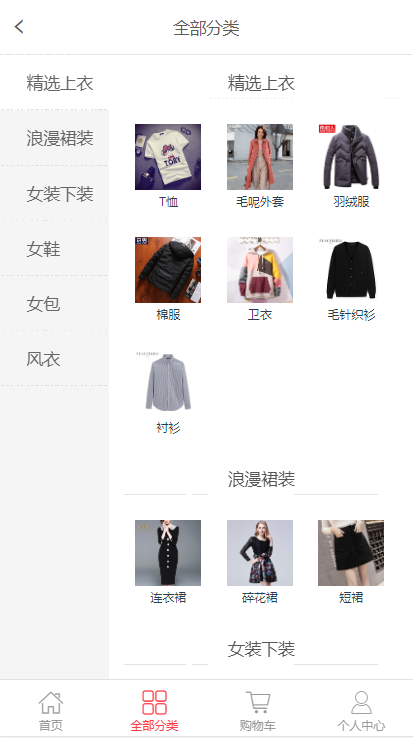 全部分类
精选上衣
浪漫裙装
女装下装
女鞋
女包
风衣
精选上衣
T恤
毛呢外套
羽绒服
棉服
卫衣
毛针织衫
衬衫
浪漫裙装
连衣裙
碎花裙
短裙
女装下装
首页
全部分类
购物车
个人中心